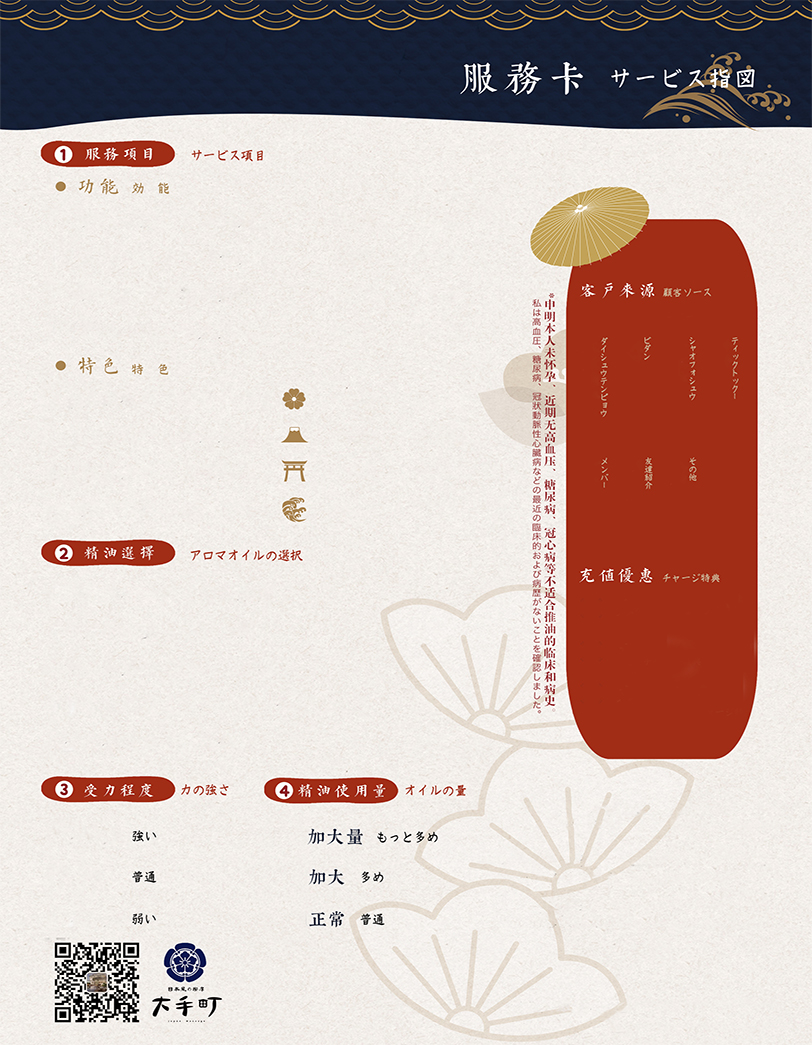 服務卡 サービス指図
1 服務項目 サービス項目
功能 効能
特色 特色
2 精油選擇 アロマオイルの選択
3 受力程度 力の強さ
強い
普通
弱い
4 精油使用量 オイルの量
加大量 もっと多め
加大 多め
正常 普通
*申明本人未怀孕、近期无高血压、糖尿病、冠心病等不适合推油的临床和病史。
私は高血圧、糖尿病、冠状動脈性心臓病などの最近の臨床的および病歴がないことを確認しました。
客戸來源 顧客ソース
ティックトックー
シャオフォシュウ
ビダン
ダイシュウテンビョウ
その他
友達紹介
メンバー
充値優惠 チャージ特典
大手町